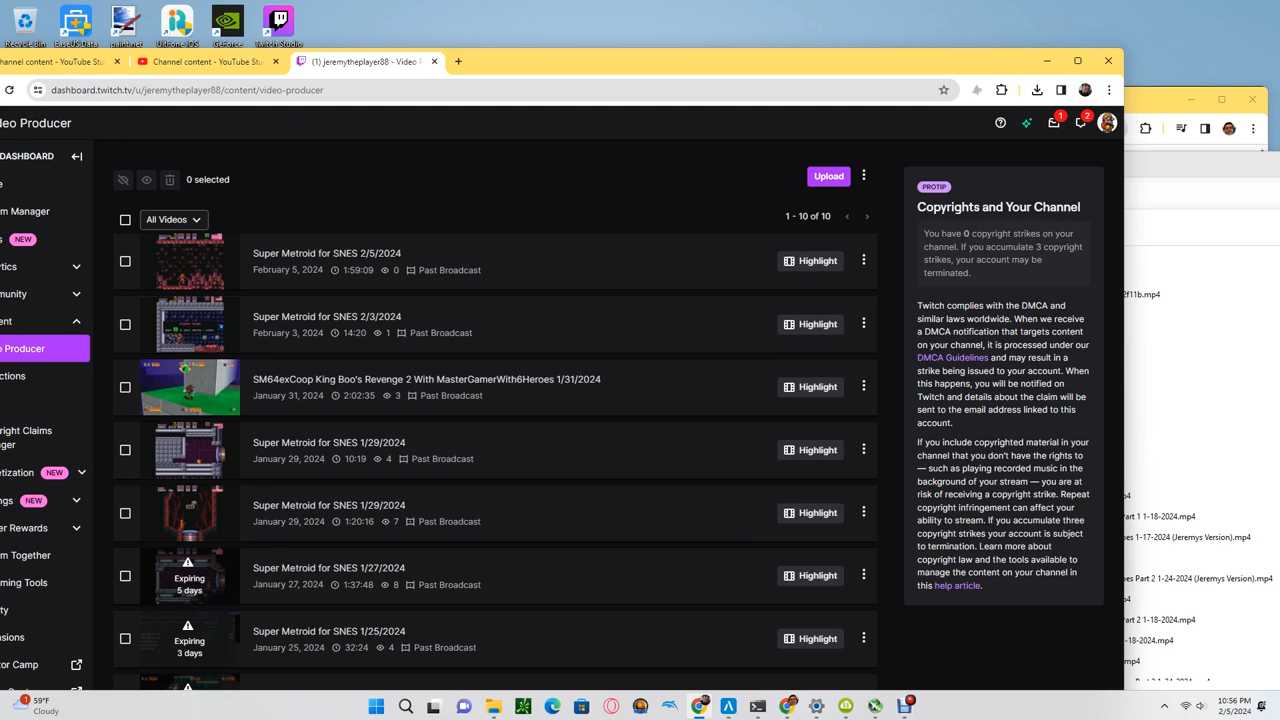 Recycle Bin
EaseUS Data
paint.net
UltFone iOS
GeForce
Twitch Studio
hannel content - YouTube Stu
Channel content - YouTube Stu
(1) jeremytheplayer88 - Video P
dashboard.twitch.tv/u/jeremytheplayer88/content/video-producer
deo Producer
1
2
DASHBOARD
0 selected
Upload
All Videos
1 - 10 of 10
am Manager
NEW
ytics
munity
ent
o Producer
ctions
right Claims
ager
etization NEW
ngs NEW
er Rewards
am Together
ming Tools
ty
nsions
tor Camp
Super Metroid for SNES 2/5/2024
February 5, 2024 1:59:09 0 Past Broadcast
Highlight
Super Metroid for SNES 2/3/2024
February 3, 2024 1 Past Broadcast
Highlight
SM64exCoop King Boo's Revenge 2 With MasterGamerWith6Heroes 1/31/2024
January 31, 2024 2:02:35 3 Past Broadcast
Highlight
Super Metroid for SNES 1/29/2024
January 29, 2024 10:19 4 Past Broadcast
Highlight
Super Metroid for SNES 1/29/2024
January 29, 2024 1:20:16 7 Past Broadcast
Highlight
Expiring
5 days
Super Metroid for SNES 1/27/2024
January 27, 2024 1:37:48 8 Past Broadcast
Highlight
Expiring
3 days
Super Metroid for SNES 1/25/2024
January 25, 2024 32:24 4 Past Broadcast
Highlight
PROTIP
Copyrights and Your Channel
You have 0 copyright strikes on your
channel. If you accumulate 3 copyright
strikes, your account may be
terminated.
Twitch complies with the DMCA and
similar laws worldwide. When we receive
a DMCA notification that targets content
on your channel, it is processed under our
DMCA Guidelines and may result in a
strike being issued to your account. When
this happens, you will be notified on
Twitch and details about the claim will be
sent to the email address linked to this
account.
If you include copyrighted material in your
channel that you don't have the rights to
— such as playing recorded music in the
background of your stream — you are at
risk of receiving a copyright strike. Repeat
copyright infringement can affect your
ability to stream. If you accumulate three
copyright strikes your account is subject
to termination. Learn more about
copyright law and the tools available to
manage the content on your channel in
this help article.
2f11b.mp4
p4
Part 1 1-18-2024.mp4
oes 1-17-2024 (Jeremys Version).mp4
oes Part 2 1-24-2024 (Jeremys Version).mp4
p4
Part 2 1-18-2024.mp4
-18-2024.mp4
.mp4
1
59°F
Cloudy
10:56 PM
2/5/2024